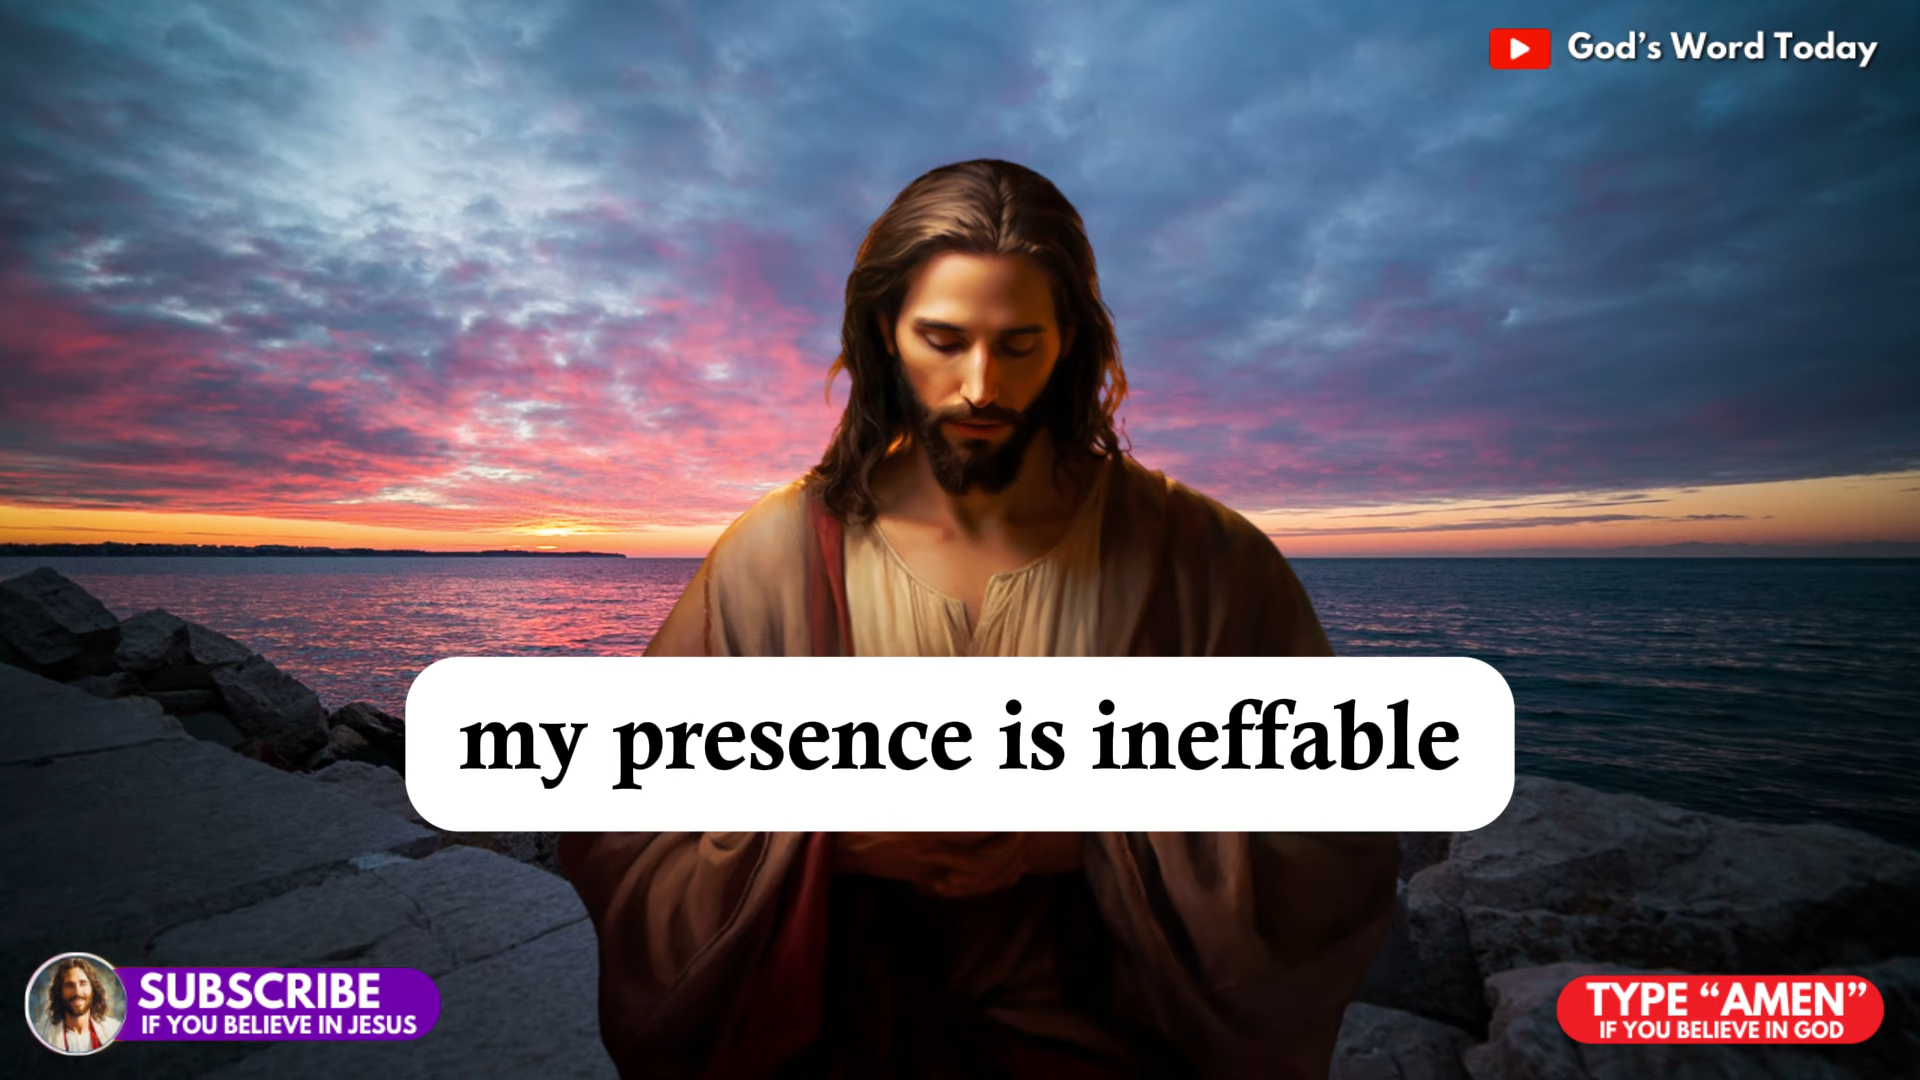 God’s Word Today
my presence is ineffable
SUBSCRIBE
IF YOU BELIEVE IN JESUS
TYPE “AMEN”
IF YOU BELIEVE IN GOD